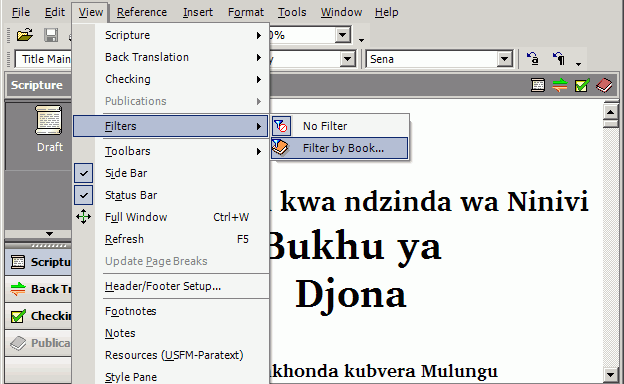 File Edit View Reference Insert Format Tools Window Help
0%
Title Main Sena
Scripture
Draft
Scriptu
Back Tr
Checkin
Publica
Scripture
Back Translation
Checking
Publications
Filters
Toolbars
Side Bar
Status Bar
Full Window Ctrl+W
Refresh F5
Update Page Breaks
Header/Footer Setup...
Footnotes
Notes
Resources (USFM-Paratext)
Style Pane
No Filter
Filter by Book...
kwa ndzinda wa Ninivi
Bukhu ya
Djona
khonda kubvera Mulungu